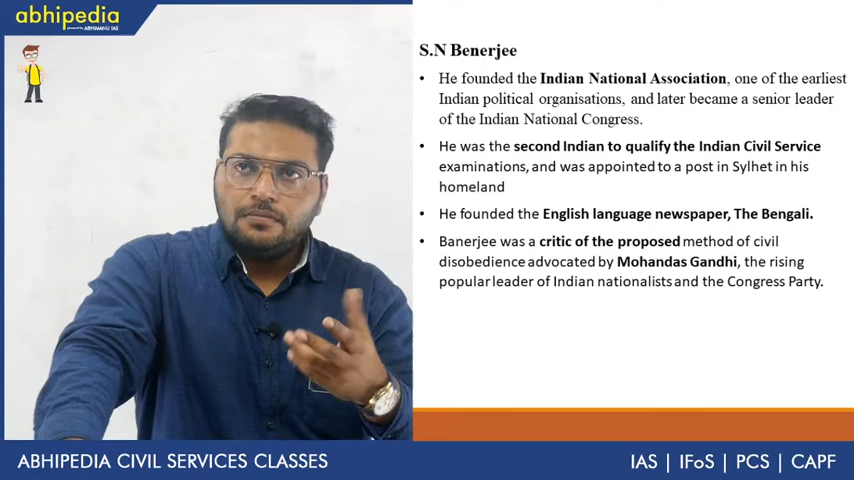 abhipedia
powered by ABHIMANU IAS
S.N Benerjee
• He founded the Indian National Association, one of the earliest
Indian political organisations, and later became a senior leader
of the Indian National Congress.
• He was the second Indian to qualify the Indian Civil Service
examinations, and was appointed to a post in Sylhet in his
homeland
• He founded the English language newspaper, The Bengali.
• Banerjee was a critic of the proposed method of civil
disobedience advocated by Mohandas Gandhi, the rising
popular leader of Indian nationalists and the Congress Party.
ABHIPEDIA CIVIL SERVICES CLASSES
IAS | IFoS | PCS | CAPF